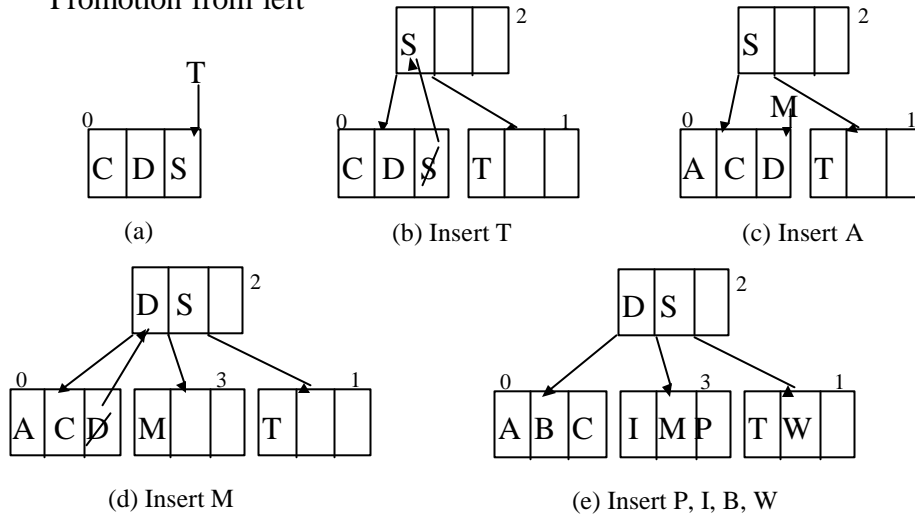 Promotion from left
S 2
T
0
C D S
(a)
0 1
C D S T
(b) Insert T
S 2
M
0 1
A C D T
(c) Insert A
D S 2
0 3 1
A C D M T
(d) Insert M
D S 2
0 3 1
A B C I M P T W
(e) Insert P, I, B, W